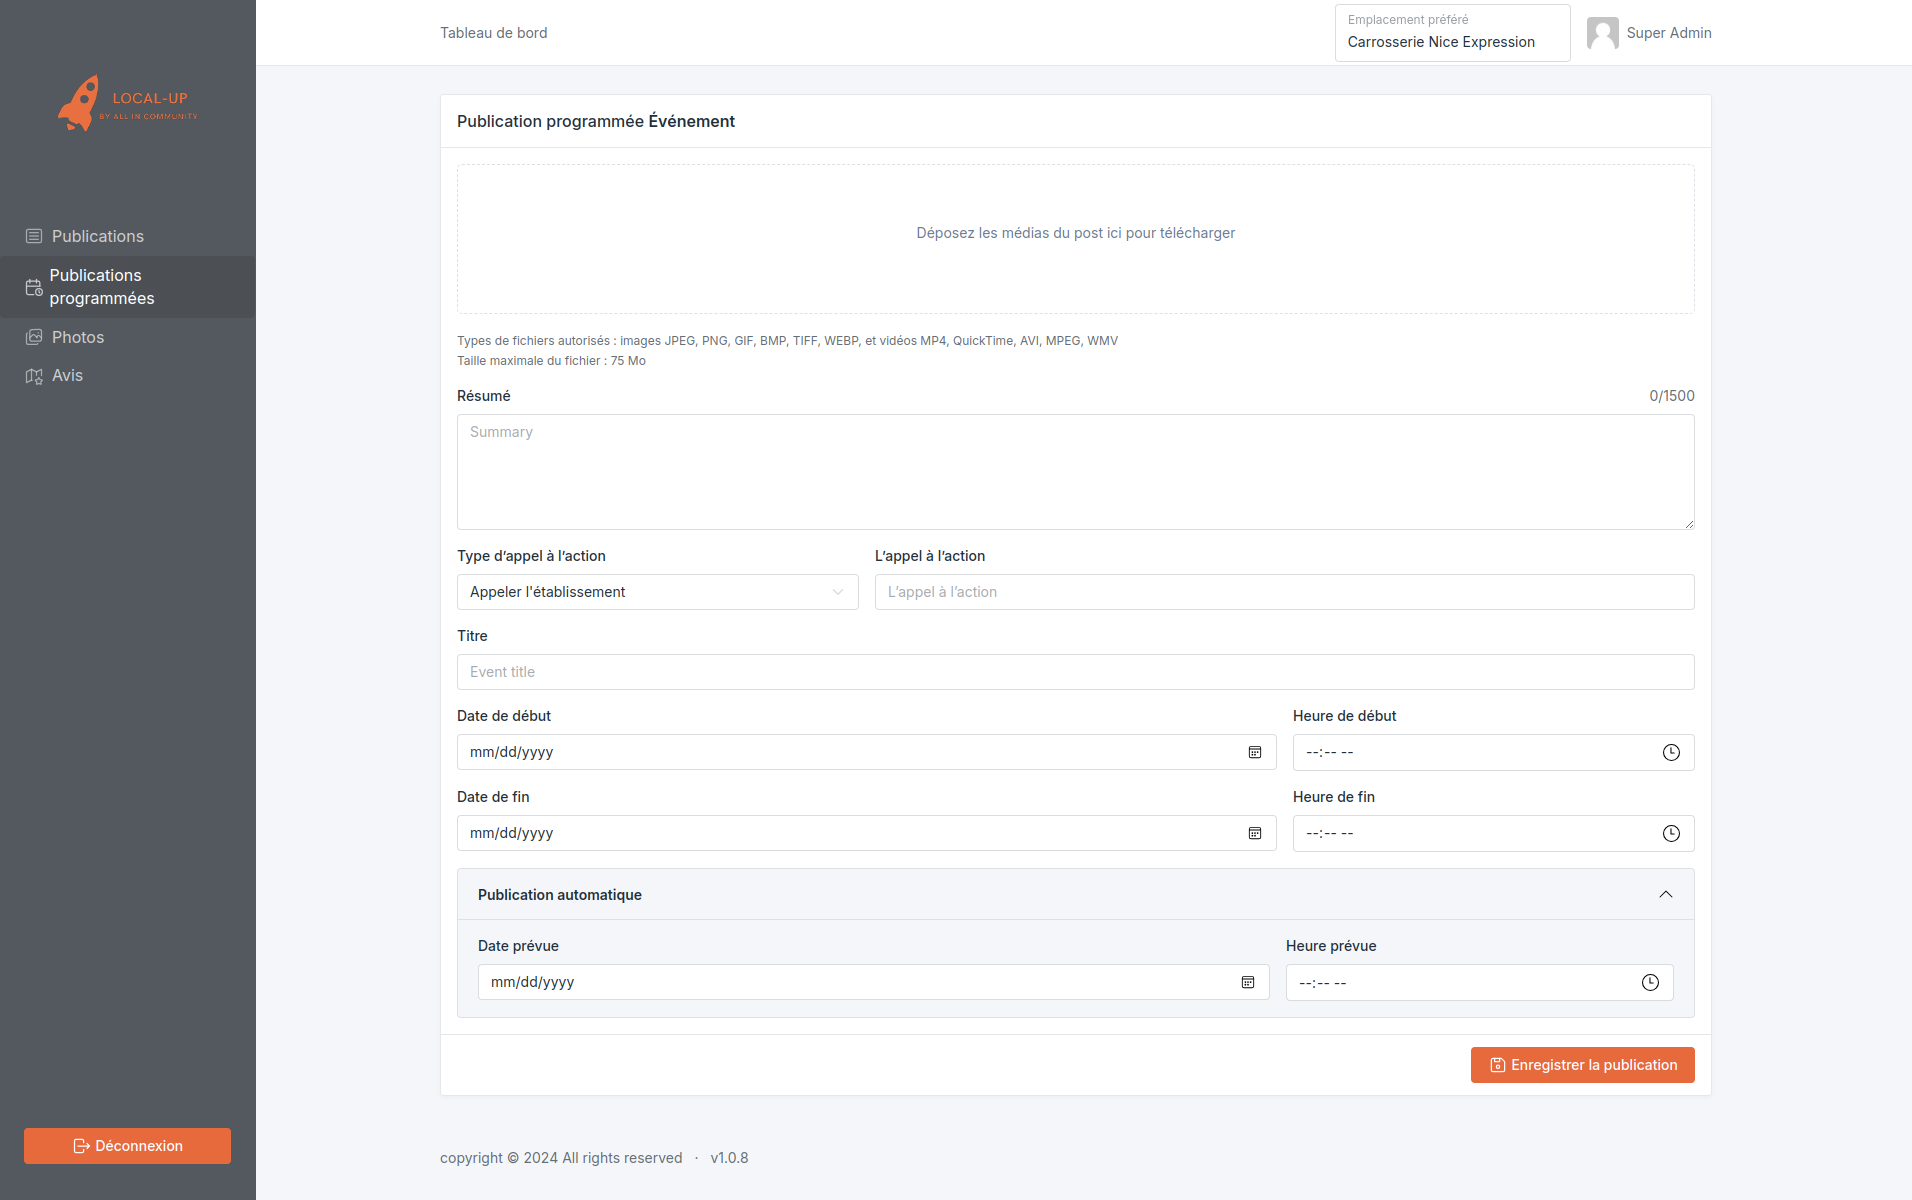 LOCAL-UP
BY ALL IN COMMUNITY
Publications
Publications
programmées
Photos
Avis
Déconnexion
Tableau de bord
Emplacement préféré
Carrosserie Nice Expression
Super Admin
Publication programmée Événement
Déposez les médias du post ici pour télécharger
Types de fichiers autorisés : images JPEG, PNG, GIF, BMP, TIFF, WEBP, et vidéos MP4, QuickTime, AVI, MPEG, WMV
Taille maximale du fichier : 75 Mo
Résumé 0/1500
Summary
Type d’appel à l’action L’appel à l’action
Appeler l'établissement L’appel à l’action
Titre
Event title
Date de début Heure de début
mm/dd/yyyy --:-- --
Date de fin Heure de fin
mm/dd/yyyy --:-- --
Publication automatique
Date prévue Heure prévue
mm/dd/yyyy --:-- --
Enregistrer la publication
copyright © 2024 All rights reserved · v1.0.8